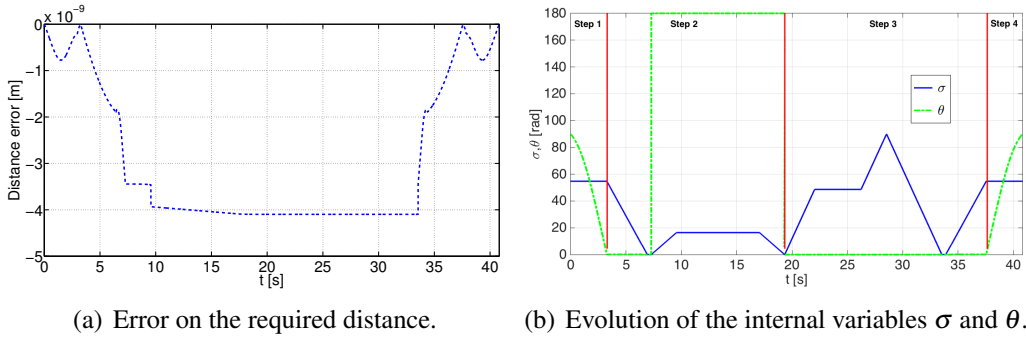 x 10⁻⁹
0
−1
−2
−3
−4
−5
Distance error [m]
0 5 10 15 20 25 30 35 40
t [s]
(a) Error on the required distance.
180
160
140
120
100
80
60
40
20
0
σ,θ [rad]
Step 1 Step 2 Step 3 Step 4
σ
θ
0 5 10 15 20 25 30 35 40
t [s]
(b) Evolution of the internal variables σ and θ.